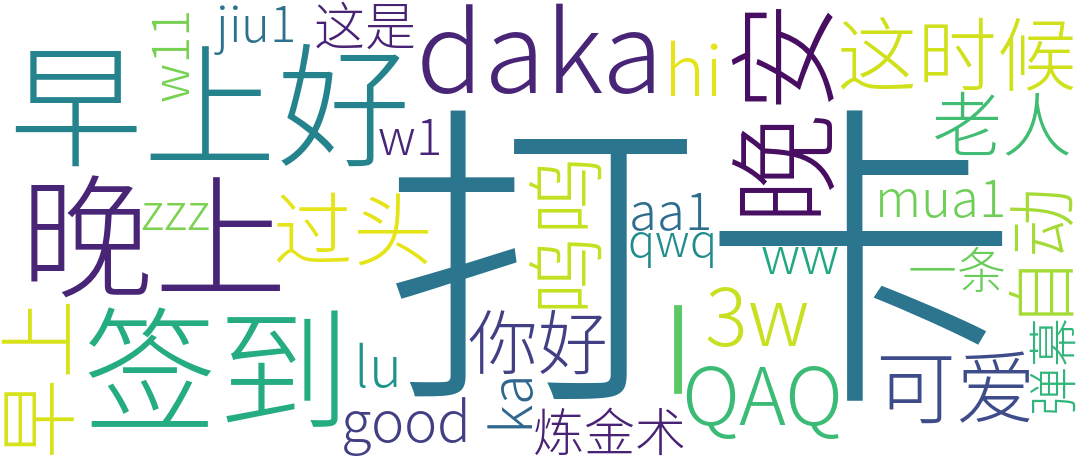 早上好
w11
jiu1
这是
daka
hi
晚安
这时候
老人
w1
打卡
晚上
zzz
过头
呜呜
aa1
qwq
mua1
自动
ww
一条
早上
签到
lu
你好
3w
l
QAQ
可爱
弹幕
good
ka
炼金术